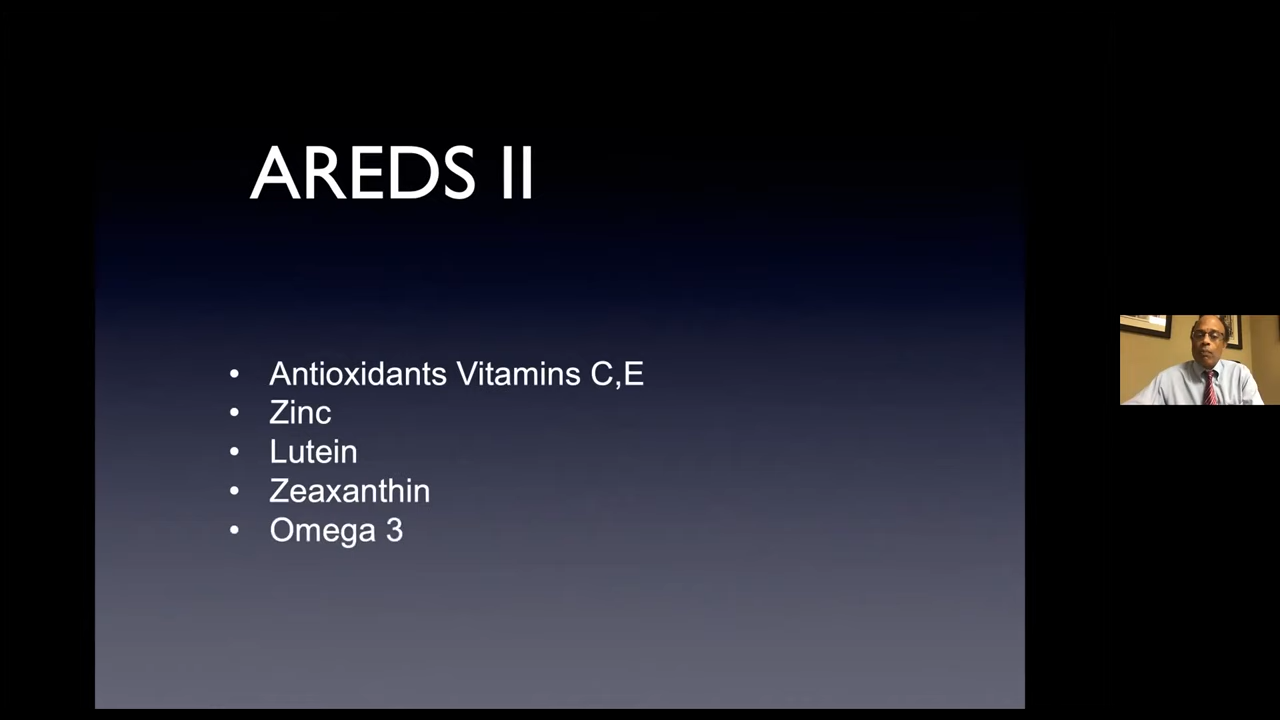 AREDS II
• Antioxidants Vitamins C,E
• Zinc
• Lutein
• Zeaxanthin
• Omega 3